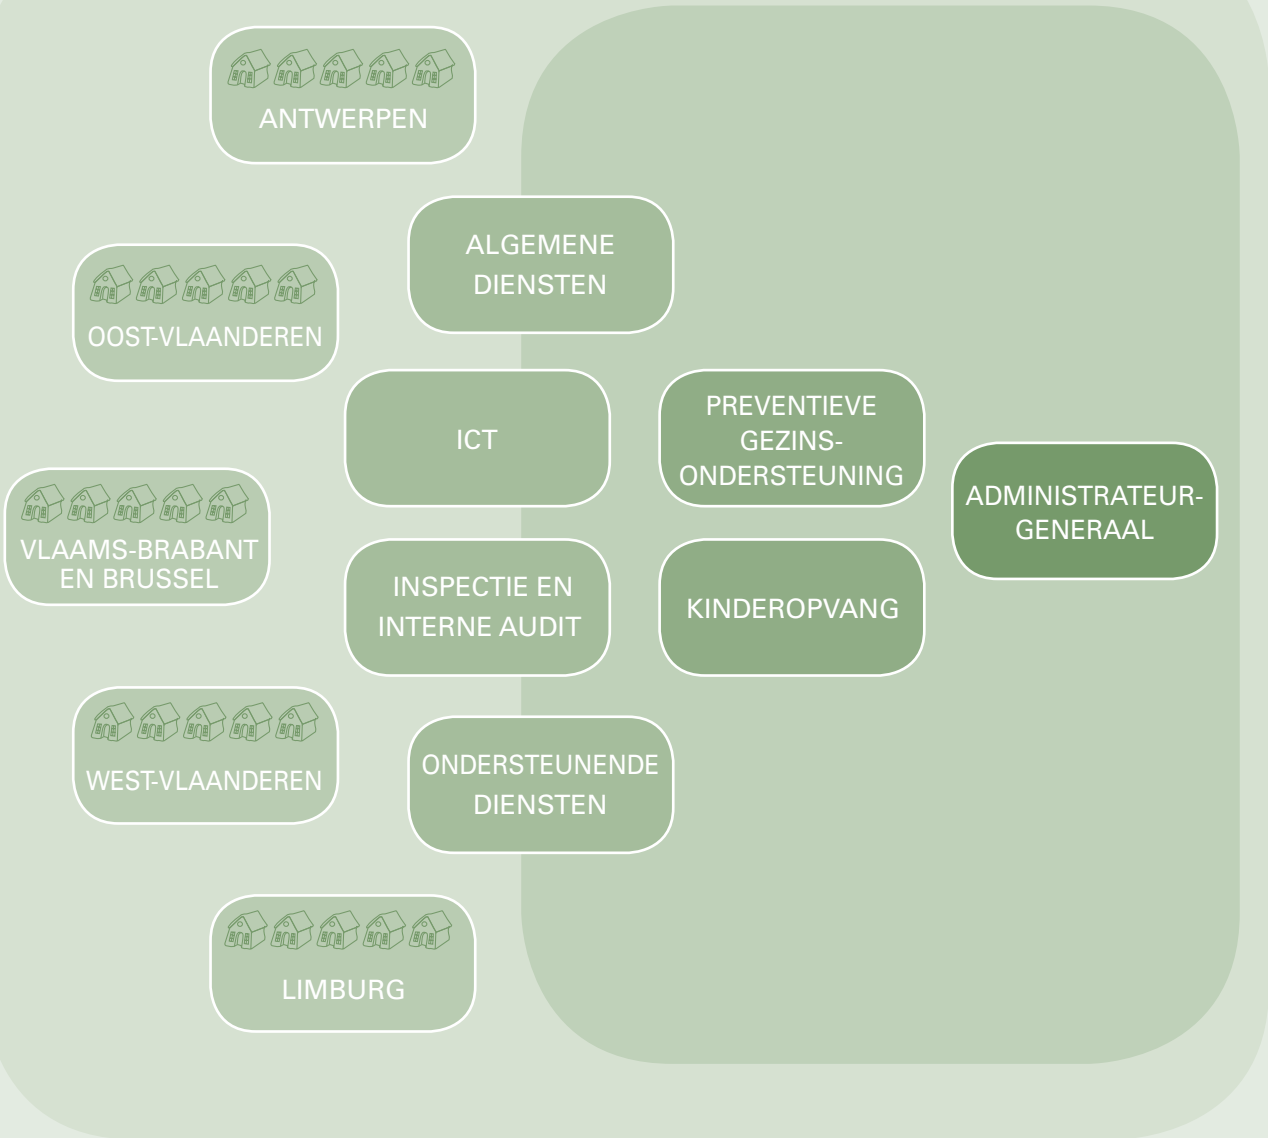 ANTWERPEN
ALGEMENE
DIENSTEN
OOST-VLAANDEREN
ICT
PREVENTIEVE
GEZINS-
ONDERSTEUNING
ADMINISTRATEUR-
GENERAAL
VLAAMS-BRABANT
EN BRUSSEL
INSPECTIE EN
INTERNE AUDIT
KINDEROPVANG
WEST-VLAANDEREN
ONDERSTEUNENDE
DIENSTEN
LIMBURG